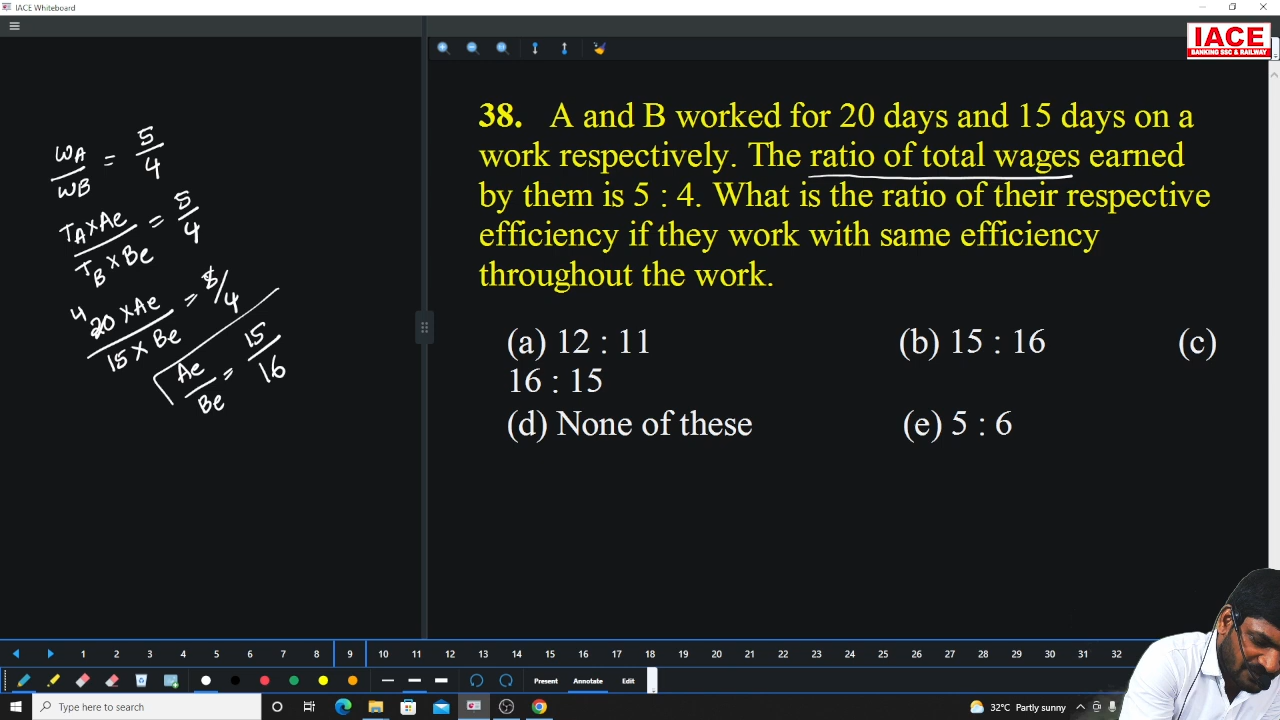 IACE Whiteboard
IACE
BANKING SSC & RAILWAY
WA/WB = 5/4
TA×Ae/TB×Be = 5/4
4 20×Ae/15×Be = 5/4
Ae/Be = 15/16
38. A and B worked for 20 days and 15 days on a
work respectively. The ratio of total wages earned
by them is 5 : 4. What is the ratio of their respective
efficiency if they work with same efficiency
throughout the work.
(a) 12 : 11 (b) 15 : 16 (c)
16 : 15
(d) None of these (e) 5 : 6
1 2 3 4 5 6 7 8 9 10 11 12 13 14 15 16 17 18 19 20 21 22 23 24 25 26 27 28 29 30 31 32
Present Annotate Edit
Type here to search 32°C Partly sunny